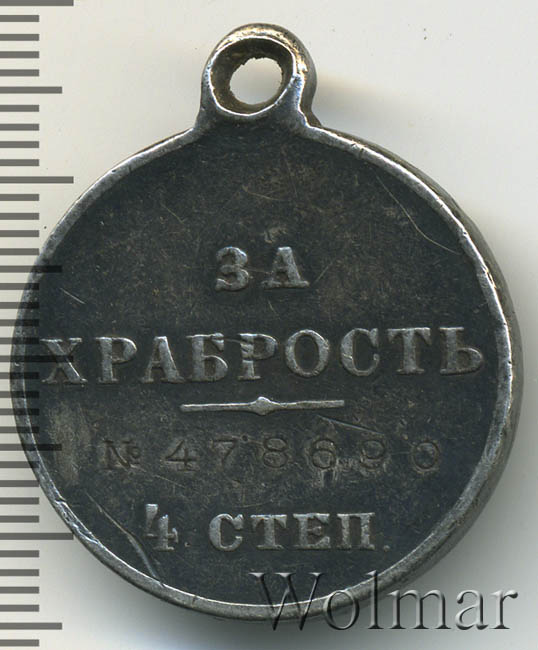 ЗА
ХРАБРОСТЬ
№ 478690
4 СТЕП.
Wolmar